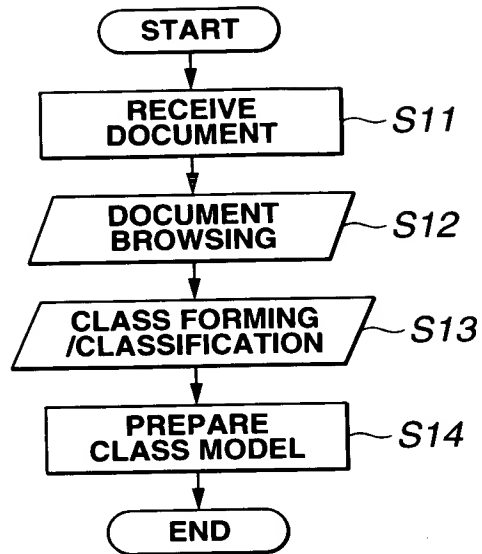 START
RECEIVE
DOCUMENT
S11
DOCUMENT
BROWSING
S12
CLASS FORMING
/CLASSIFICATION
S13
PREPARE
CLASS MODEL
S14
END